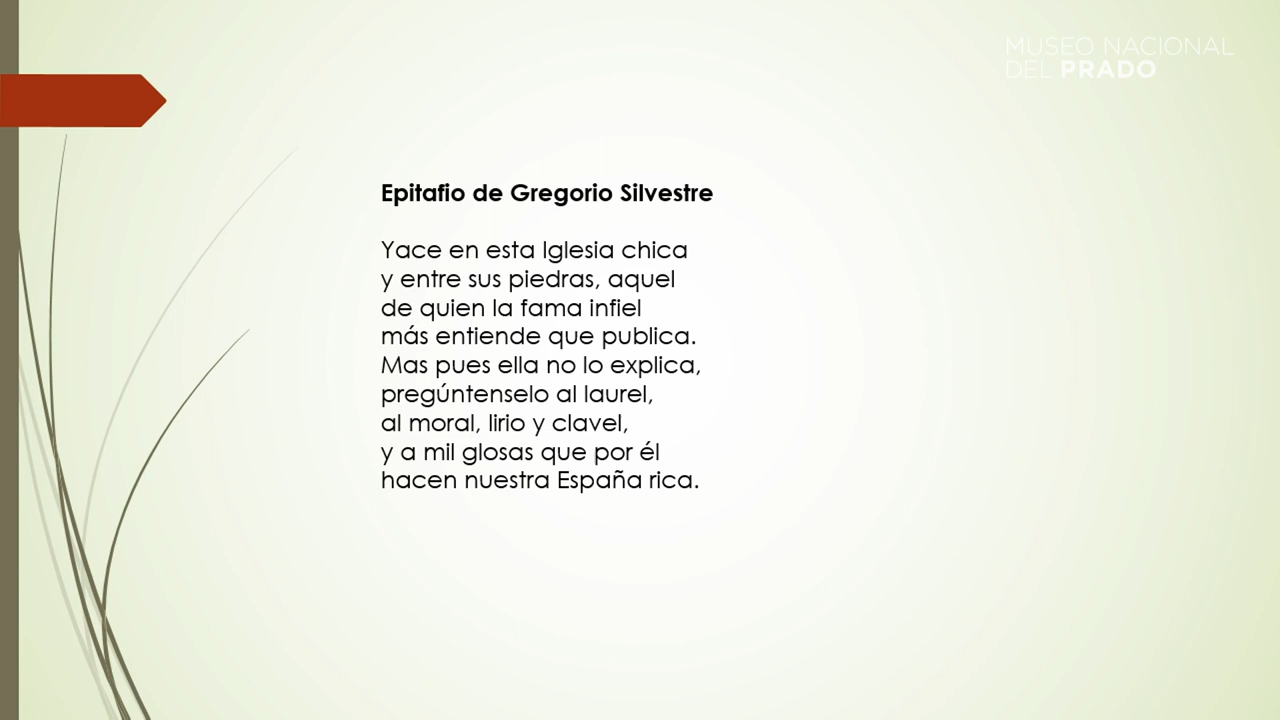 MUSEO NACIONAL
DEL PRADO
Epitafio de Gregorio Silvestre
Yace en esta Iglesia chica
y entre sus piedras, aquel
de quien la fama infiel
más entiende que publica.
Mas pues ella no lo explica,
pregúntenselo al laurel,
al moral, lirio y clavel,
y a mil glosas que por él
hacen nuestra España rica.